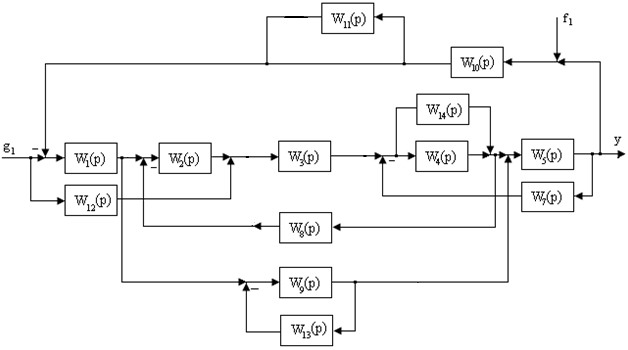 W11(p)
f1
W10(p)
W14(p)
g1
–
W1(p)
–
W2(p)
W3(p)
–
W4(p)
W5(p)
y
W12(p)
W7(p)
W8(p)
–
W9(p)
W13(p)